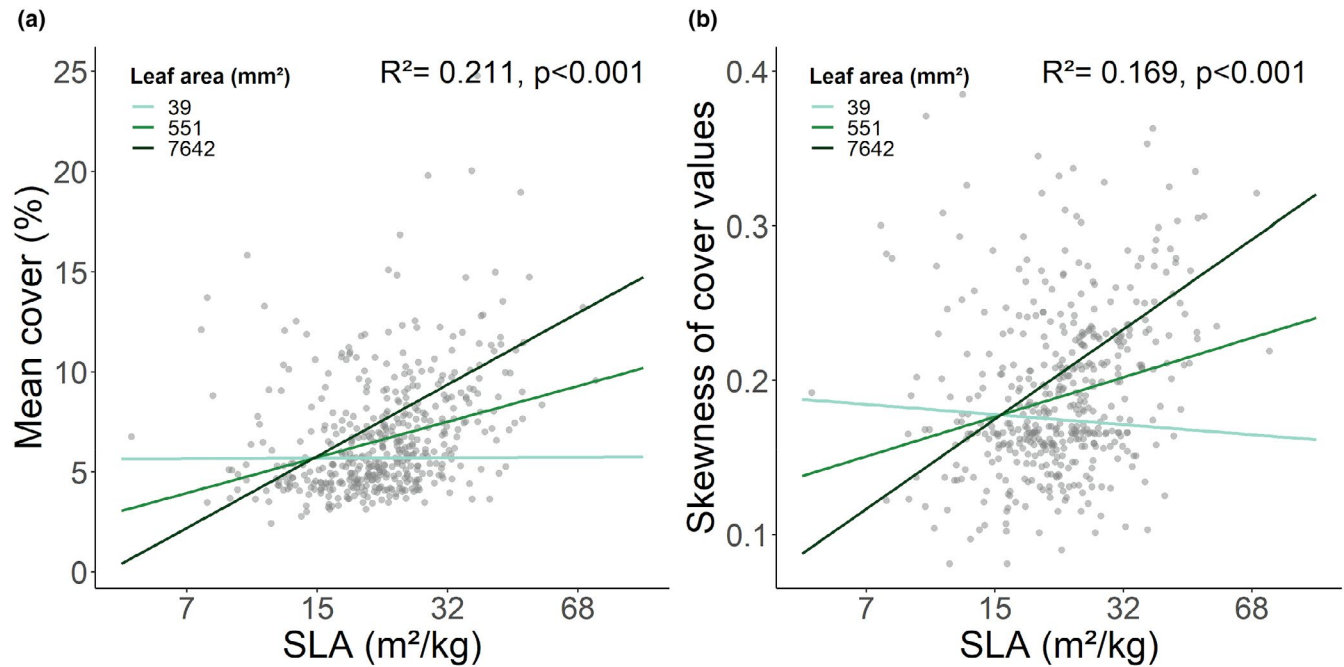 (a)
Leaf area (mm²)
39
551
7642
R²= 0.211, p<0.001
25
20
15
10
5
0
Mean cover (%)
7
15
32
68
SLA (m²/kg)
(b)
Leaf area (mm²)
39
551
7642
R²= 0.169, p<0.001
0.4
0.3
0.2
0.1
Skewness of cover values
7
15
32
68
SLA (m²/kg)